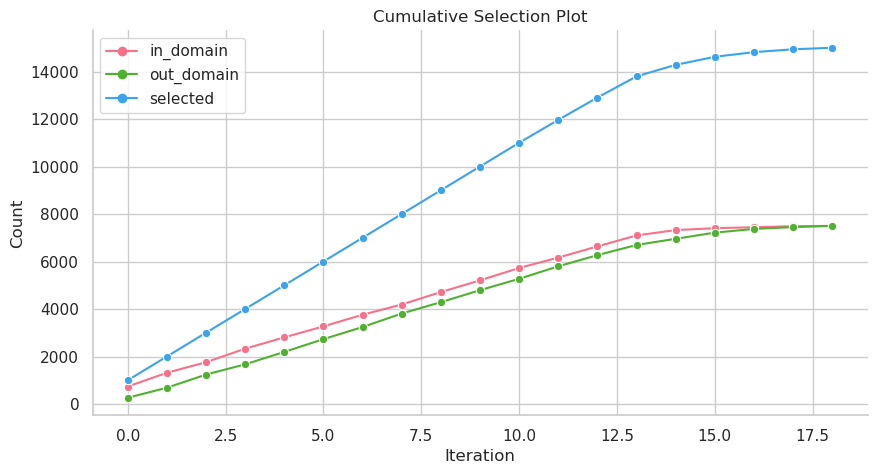 Cumulative Selection Plot
in_domain
out_domain
selected
14000
12000
10000
8000
6000
4000
2000
0
Count
0.0 2.5 5.0 7.5 10.0 12.5 15.0 17.5
Iteration